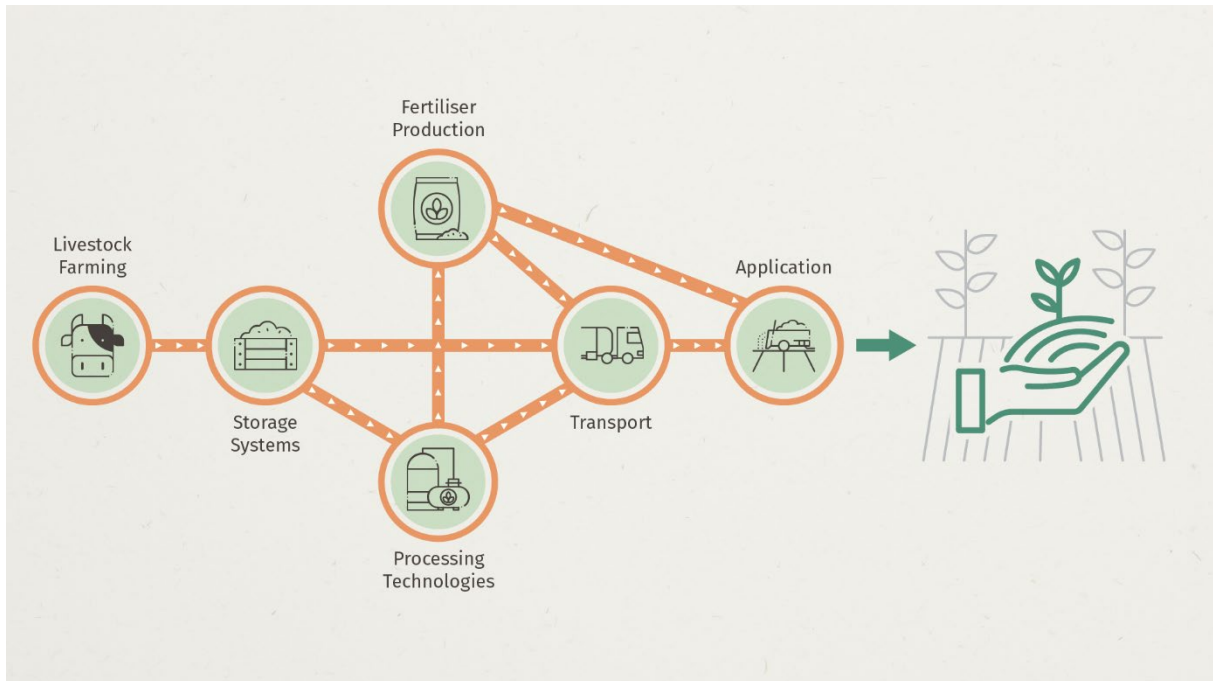 Fertiliser
Production
Livestock
Farming
Application
Storage
Systems
Transport
Processing
Technologies